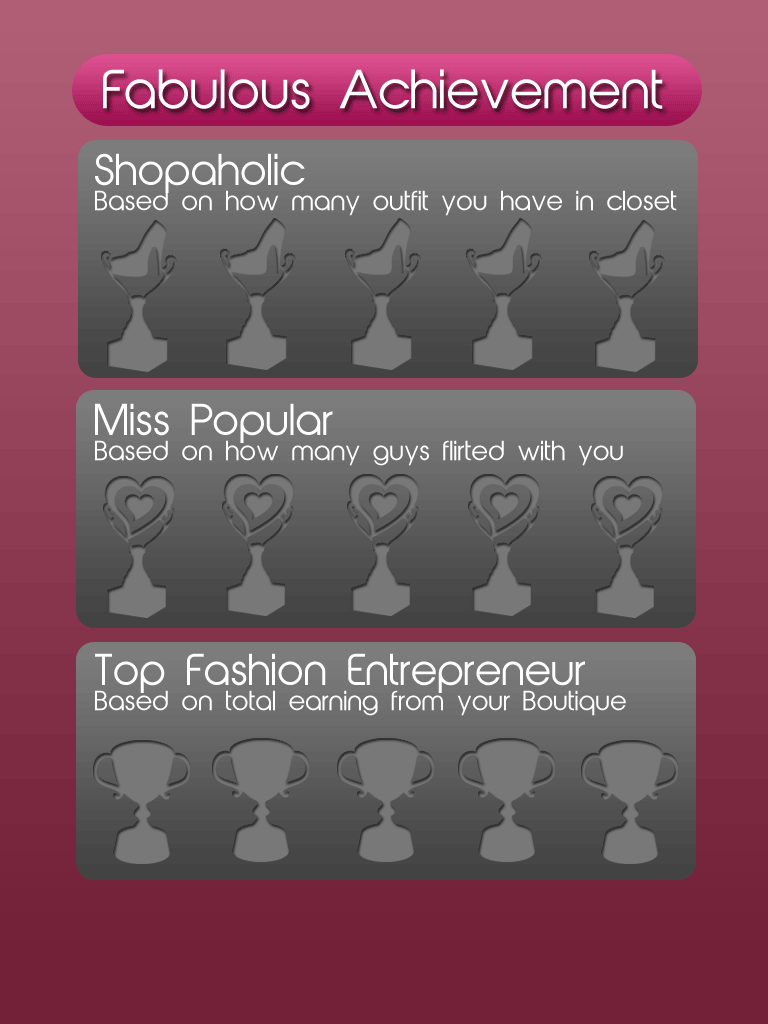 Fabulous Achievement
Shopaholic
Based on how many outfit you have in closet
Miss Popular
Based on how many guys flirted with you
Top Fashion Entrepreneur
Based on total earning from your Boutique